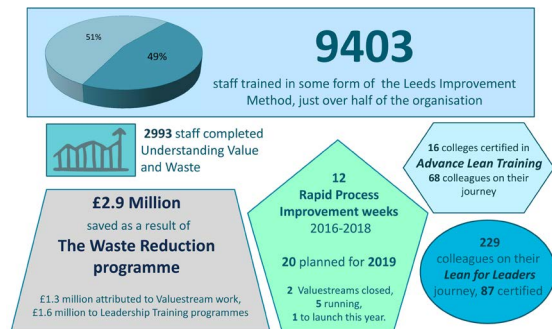 51%
49%
9403
staff trained in some form of the Leeds Improvement
Method, just over half of the organisation
2993 staff completed
Understanding Value
and Waste
16 colleges certified in
Advance Lean Training
68 colleagues on their
journey
£2.9 Million
saved as a result of
The Waste Reduction
programme
£1.3 million attributed to Valuestream work,
£1.6 million to Leadership Training programmes
12
Rapid Process
Improvement weeks
2016-2018
20 planned for 2019
2 Valuestreams closed,
5 running,
1 to launch this year.
229
colleagues on their
Lean for Leaders
journey, 87 certified